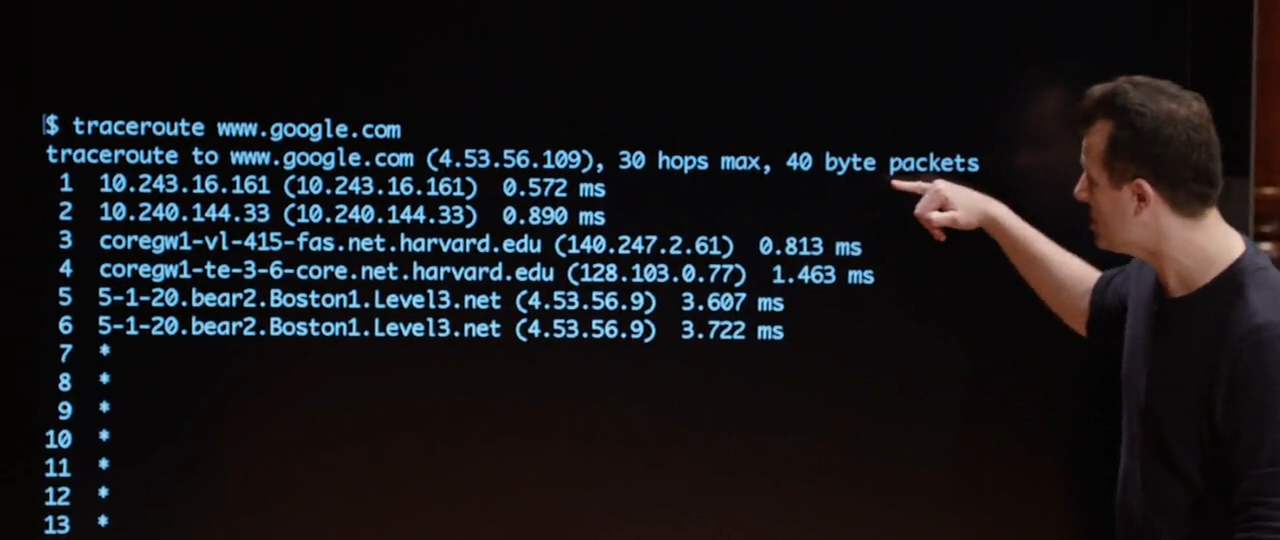 $ traceroute www.google.com
traceroute to www.google.com (4.53.56.109), 30 hops max, 40 byte packets
1 10.243.16.161 (10.243.16.161) 0.572 ms
2 10.240.144.33 (10.240.144.33) 0.890 ms
3 coregw1-vl-415-fas.net.harvard.edu (140.247.2.61) 0.813 ms
4 coregw1-te-3-6-core.net.harvard.edu (128.103.0.77) 1.463 ms
5 5-1-20.bear2.Boston1.Level3.net (4.53.56.9) 3.607 ms
6 5-1-20.bear2.Boston1.Level3.net (4.53.56.9) 3.722 ms
7 *
8 *
9 *
10 *
11 *
12 *
13 *